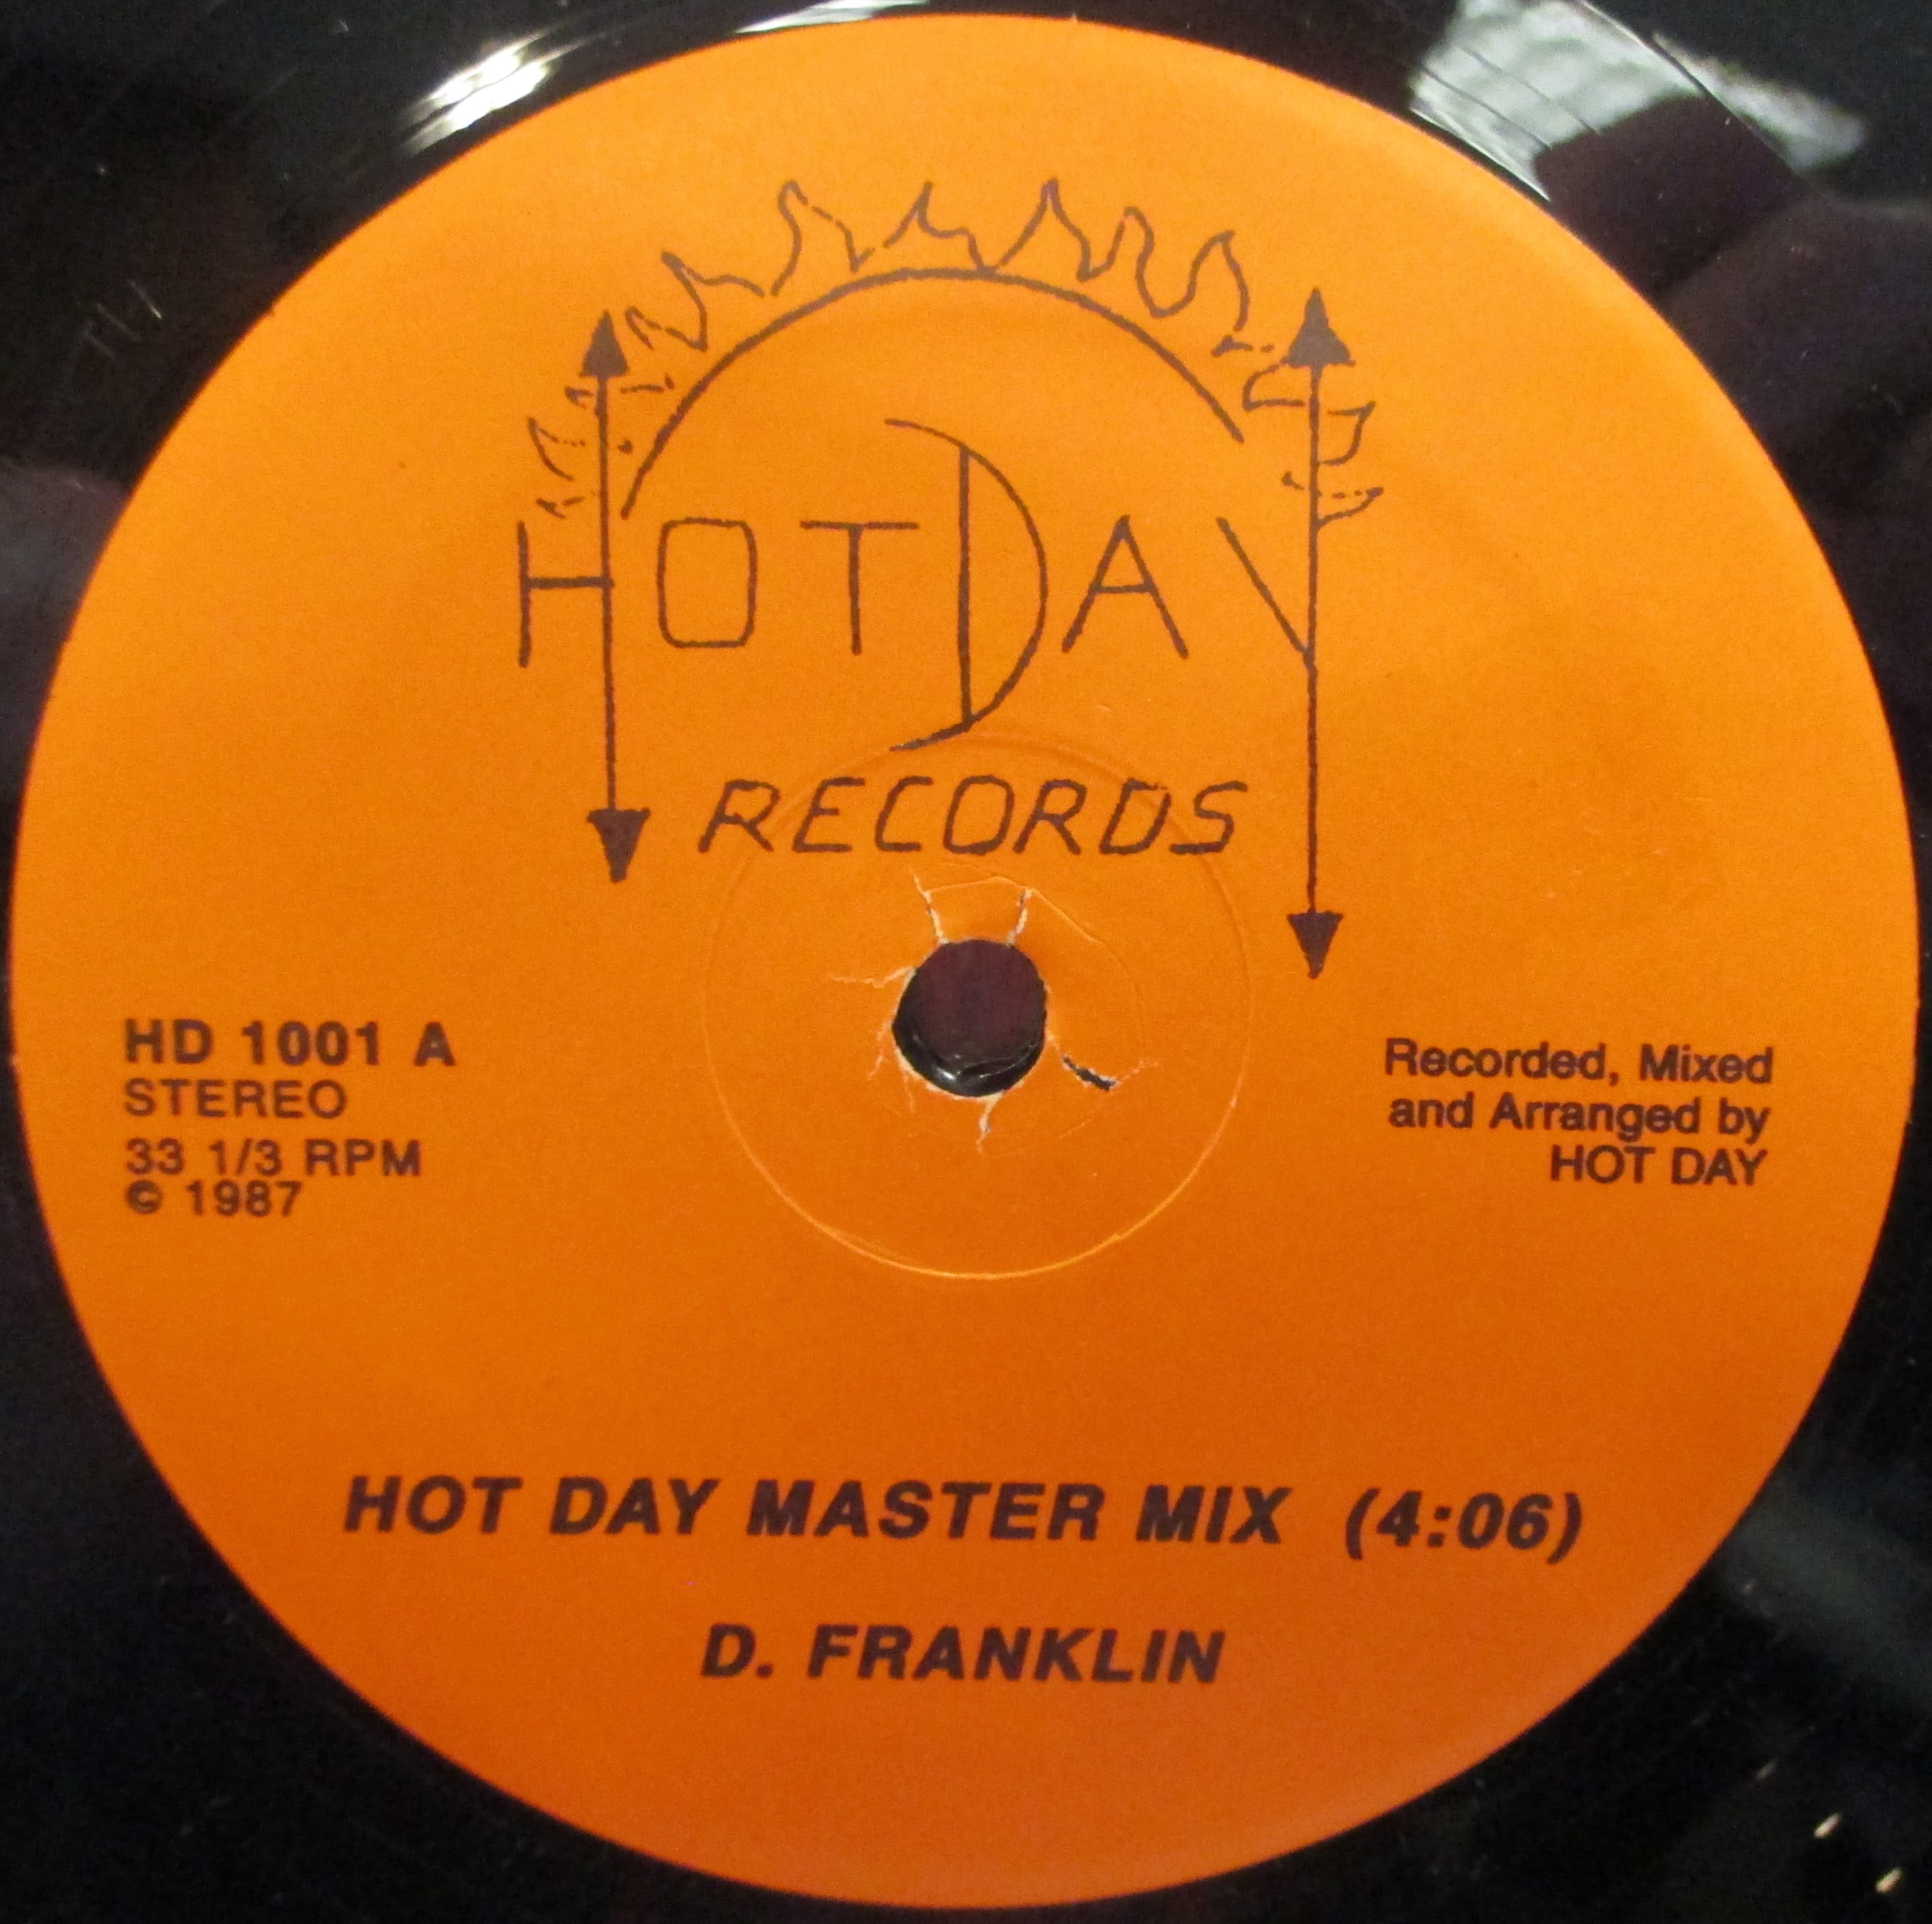 HOT DAY
RECORDS
HD 1001 A
STEREO
33 1/3 RPM
© 1987
Recorded, Mixed
and Arranged by
HOT DAY
HOT DAY MASTER MIX (4:06)
D. FRANKLIN